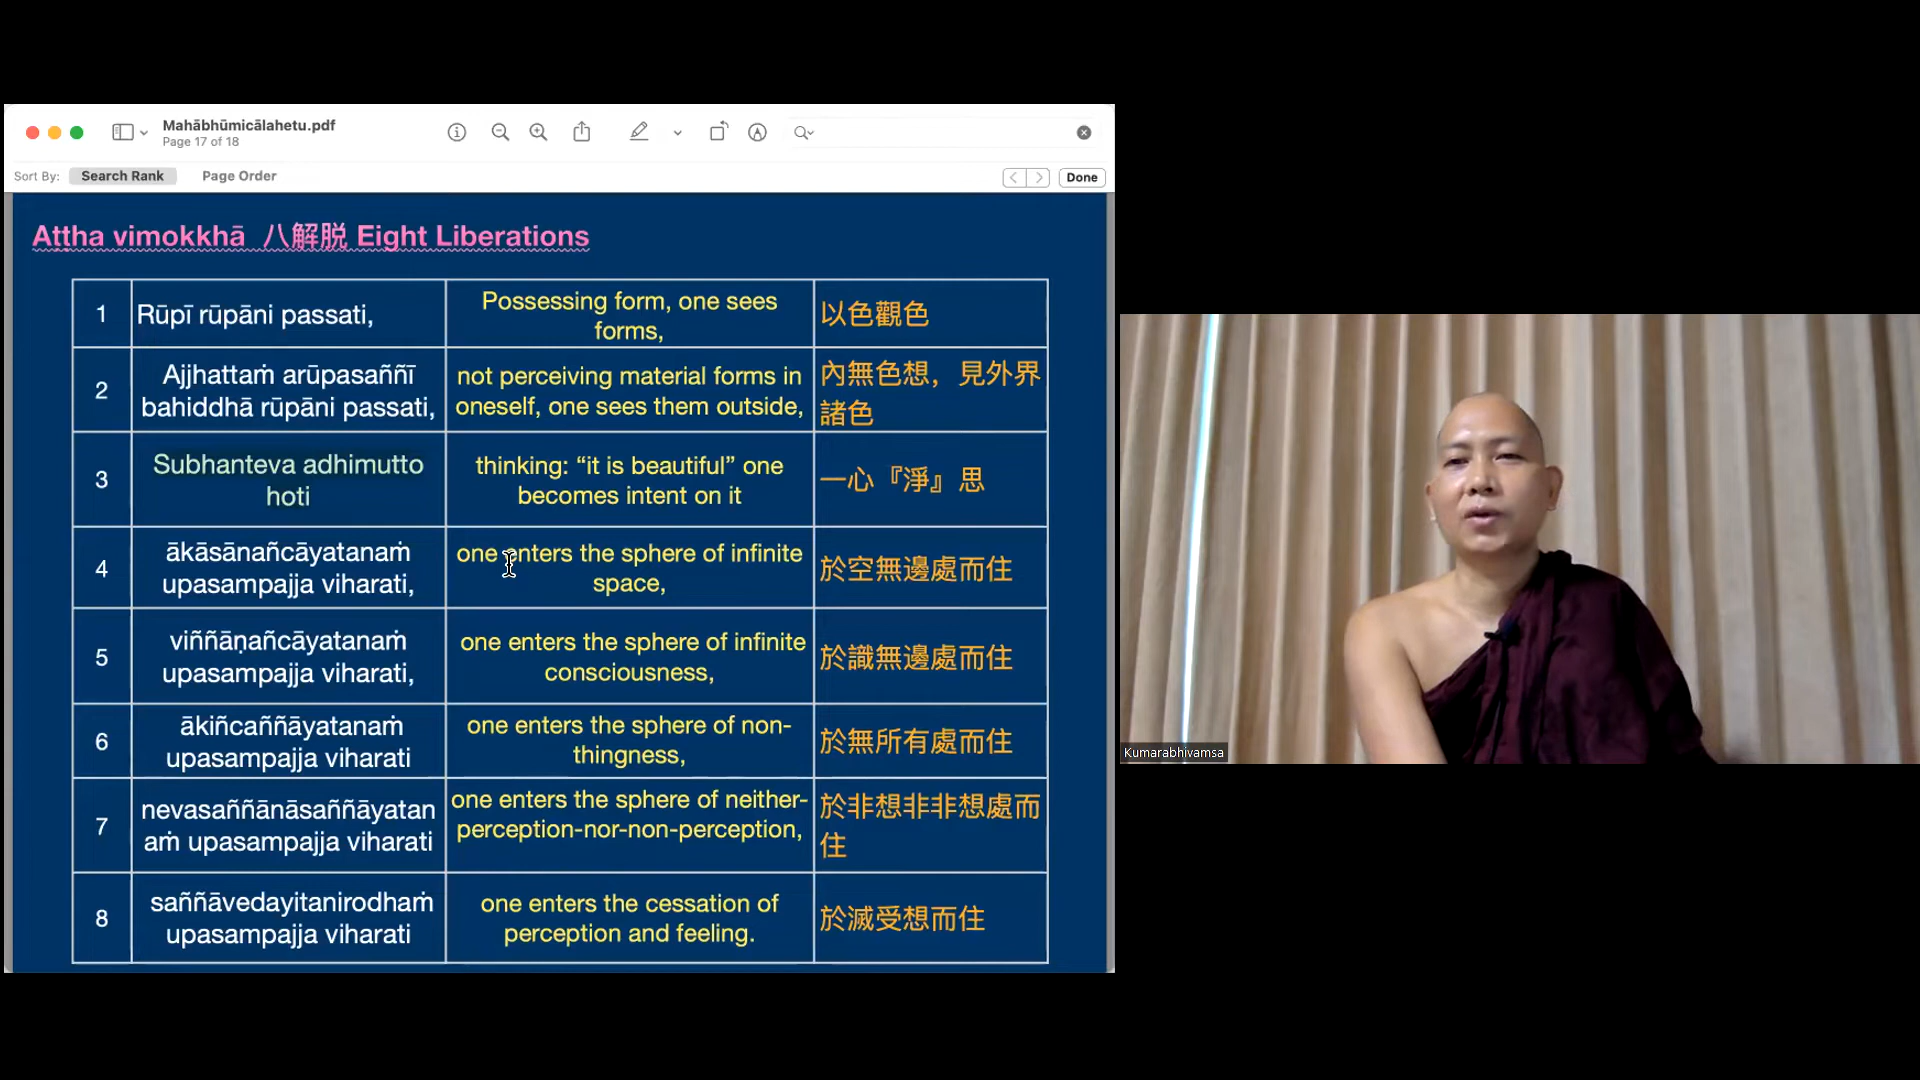 Mahābhūmicālahetu.pdf
Page 17 of 18
Sort By:
Search Rank
Page Order
Done
Aṭṭha vimokkhā 八解脱 Eight Liberations
1
Rūpī rūpāni passati,
Possessing form, one sees
forms,
以色觀色
2
Ajjhattaṁ arūpasaññī
bahiddhā rūpāni passati,
not perceiving material forms in
oneself, one sees them outside,
內無色想，見外界
諸色
3
Subhanteva adhimutto
hoti
thinking: “it is beautiful” one
becomes intent on it
一心『淨』思
4
ākāsānañcāyatanaṁ
upasampajja viharati,
one enters the sphere of infinite
space,
於空無邊處而住
5
viññāṇañcāyatanaṁ
upasampajja viharati,
one enters the sphere of infinite
consciousness,
於識無邊處而住
6
ākiñcaññāyatanaṁ
upasampajja viharati
one enters the sphere of non-
thingness,
於無所有處而住
7
nevasaññānāsaññāyatan
aṁ upasampajja viharati
one enters the sphere of neither-
perception-nor-non-perception,
於非想非非想處而
住
8
saññāvedayitanirodhaṁ
upasampajja viharati
one enters the cessation of
perception and feeling.
於滅受想而住
Kumarabhivamsa